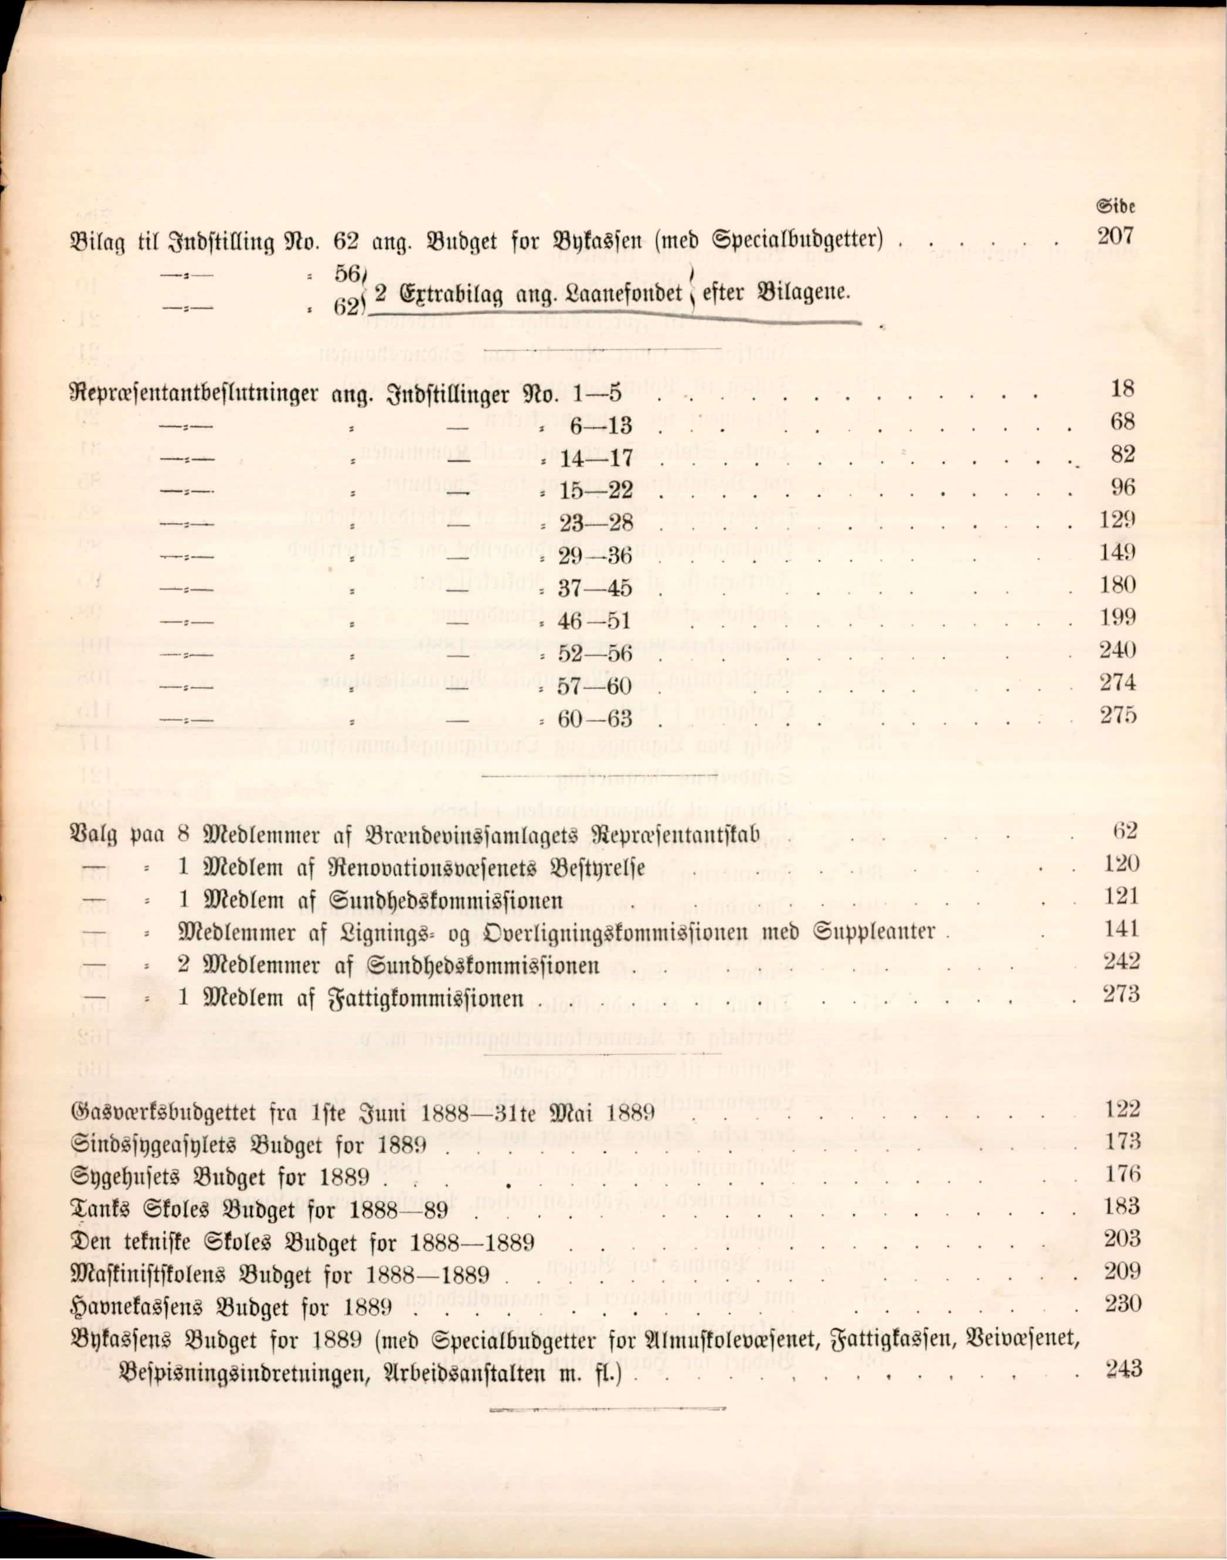 Side
Bilag til Indstilling No. 62 ang. Budget for Bykassen (med Specialbudgetter) . . . . . . 207
—:— : 56
2 Extrabilag ang. Laanefondet efter Bilagene.
—:— : 62
Repræsentantbeslutninger ang. Indstillinger No. 1—5 . . . . . . . . . . . . 18
—:— : — : 6—13 . . . . . . . . . . . . 68
—:— : — : 14—17 . . . . . . . . . . . . 82
—:— : — : 15—22 . . . . . . . . . . . . 96
—:— : — : 23—28 . . . . . . . . . . . . 129
—:— : — : 29—36 . . . . . . . . . . . . 149
—:— : — : 37—45 . . . . . . . . . . . . 180
—:— : — : 46—51 . . . . . . . . . . . . 199
—:— : — : 52—56 . . . . . . . . . . . . 240
—:— : — : 57—60 . . . . . . . . . . . . 274
—:— : — : 60—63 . . . . . . . . . . . . 275
Valg paa 8 Medlemmer af Brændevinssamlagets Repræsentantskab . . . . . . 62
— : 1 Medlem af Renovationsvæsenets Bestyrelse . . . . . . . . 120
— : 1 Medlem af Sundhedskommissionen . . . . . . . . . 121
— : Medlemmer af Lignings- og Overligningskommissionen med Suppleanter . . 141
— : 2 Medlemmer af Sundhedskommissionen . . . . . . . . . 242
— : 1 Medlem af Fattigkommissionen . . . . . . . . . . 273
Gasværksbudgettet fra 1ste Juni 1888—31te Mai 1889 . . . . . . . . . 122
Sindssygeasylets Budget for 1889 . . . . . . . . . . . . . 173
Sygehusets Budget for 1889 . . . . . . . . . . . . . 176
Tanks Skoles Budget for 1888—89 . . . . . . . . . . . . . 183
Den tekniske Skoles Budget for 1888—1889 . . . . . . . . . . 203
Maskinistskolens Budget for 1888—1889 . . . . . . . . . . . . 209
Havnekassens Budget for 1889 . . . . . . . . . . . . . 230
Bykassens Budget for 1889 (med Specialbudgetter for Almuskolevæsenet, Fattigkassen, Veivæsenet,
Bespisningsindretningen, Arbeidsanstalten m. fl.) . . . . . . . . . 243